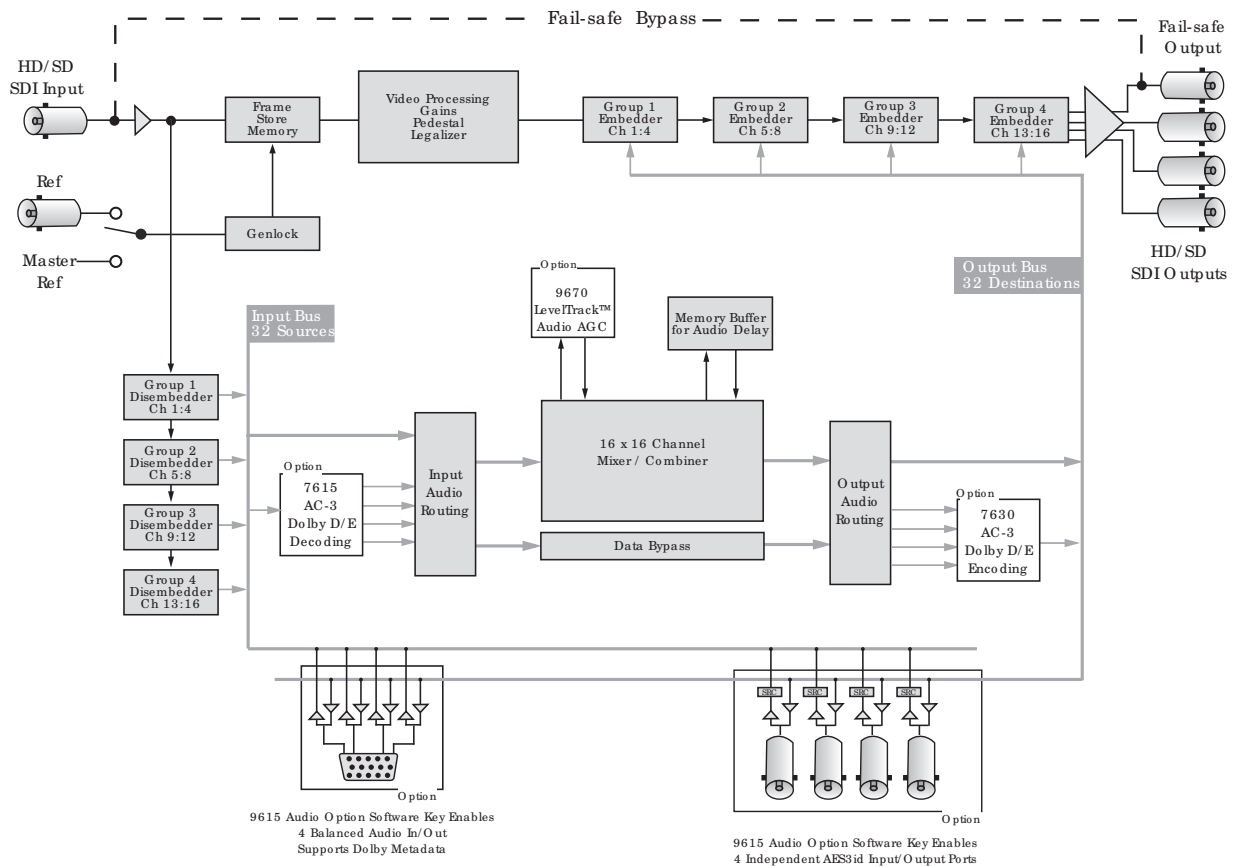 Fail-safe Bypass
Fail-safe
Output
HD/SD
SDI Input
Frame
Store
Memory
Video Processing
Gains
Pedestal
Legalizer
Group 1
Embedder
Ch 1:4
Group 2
Embedder
Ch 5:8
Group 3
Embedder
Ch 9:12
Group 4
Embedder
Ch 13:16
Ref
Genlock
Master
Ref
HD/SD
SDI Outputs
Input Bus
32 Sources
Option
9670
LevelTrack™
Audio AGC
Memory Buffer
for Audio Delay
Output Bus
32 Destinations
Group 1
Disembedder
Ch 1:4
Group 2
Disembedder
Ch 5:8
Group 3
Disembedder
Ch 9:12
Group 4
Disembedder
Ch 13:16
Option
7615
AC-3
Dolby D/E
Decoding
Input
Audio
Routing
16 x 16 Channel
Mixer / Combiner
Data Bypass
Output
Audio
Routing
Option
7630
AC-3
Dolby D/E
Encoding
SRC
SRC
SRC
SRC
Option
9615 Audio Option Software Key Enables
4 Balanced Audio In/Out
Supports Dolby Metadata
Option
9615 Audio Option Software Key Enables
4 Independent AES3id Input/Output Ports